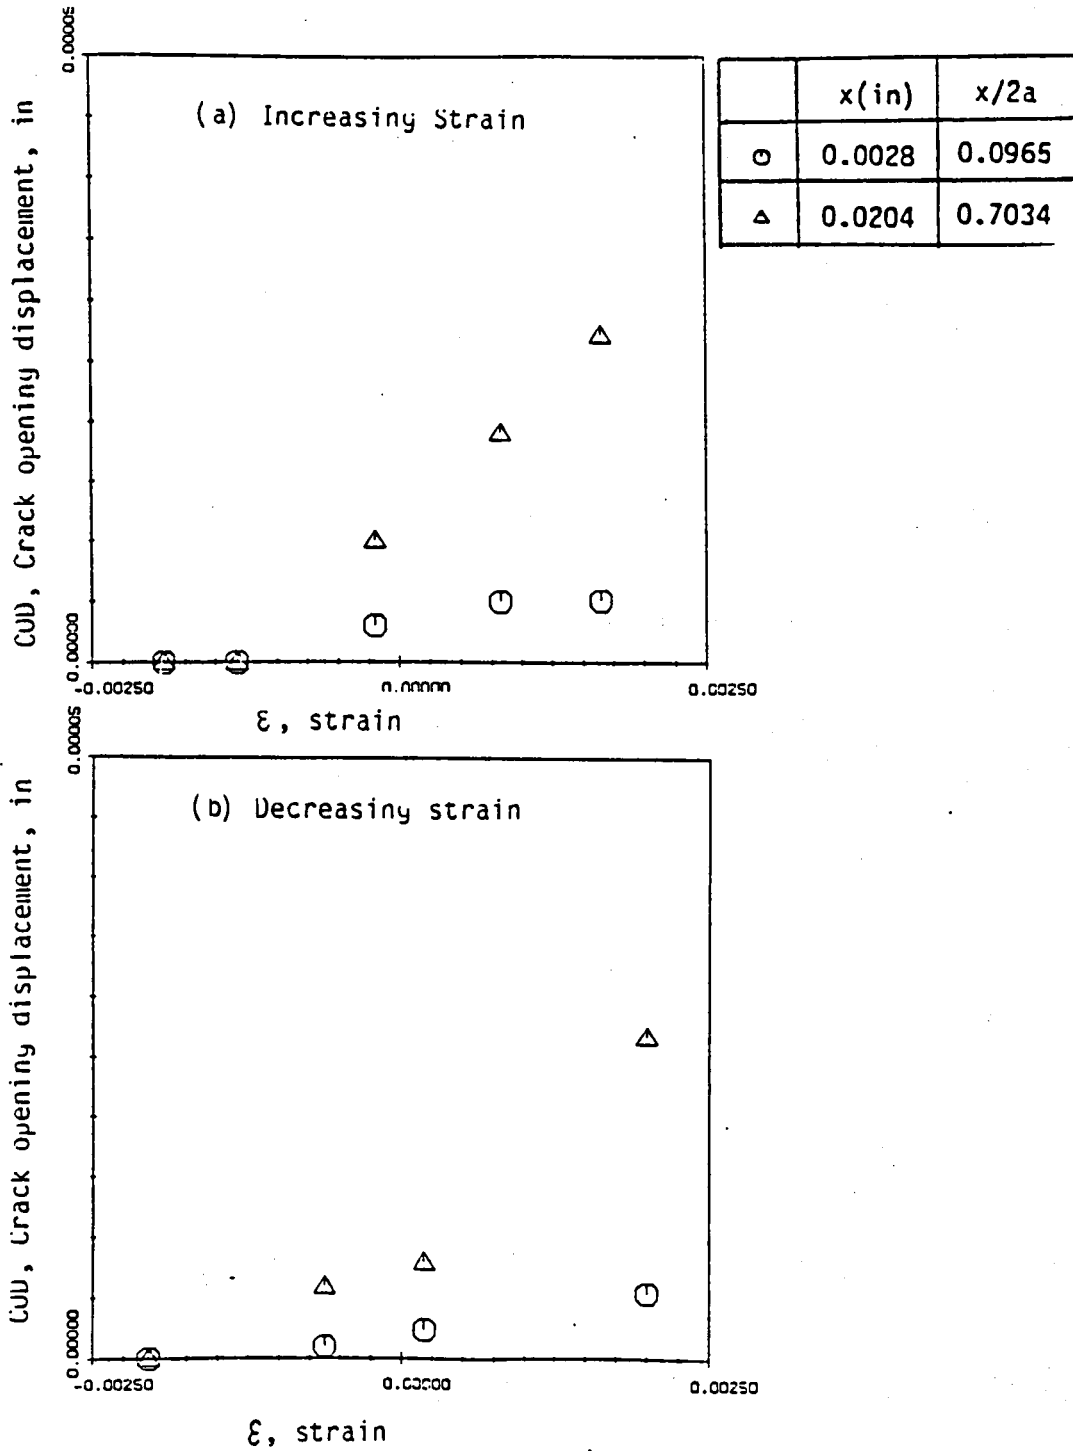 0.00005
(a) Increasing Strain
COD, Crack opening displacement, in
0.00000
-0.00250 0.00000 0.00250
ε, strain
x(in) x/2a
0.0028 0.0965
0.0204 0.7034
0.00005
(b) Decreasing strain
COD, Crack opening displacement, in
0.00000
-0.00250 0.00000 0.00250
ε, strain